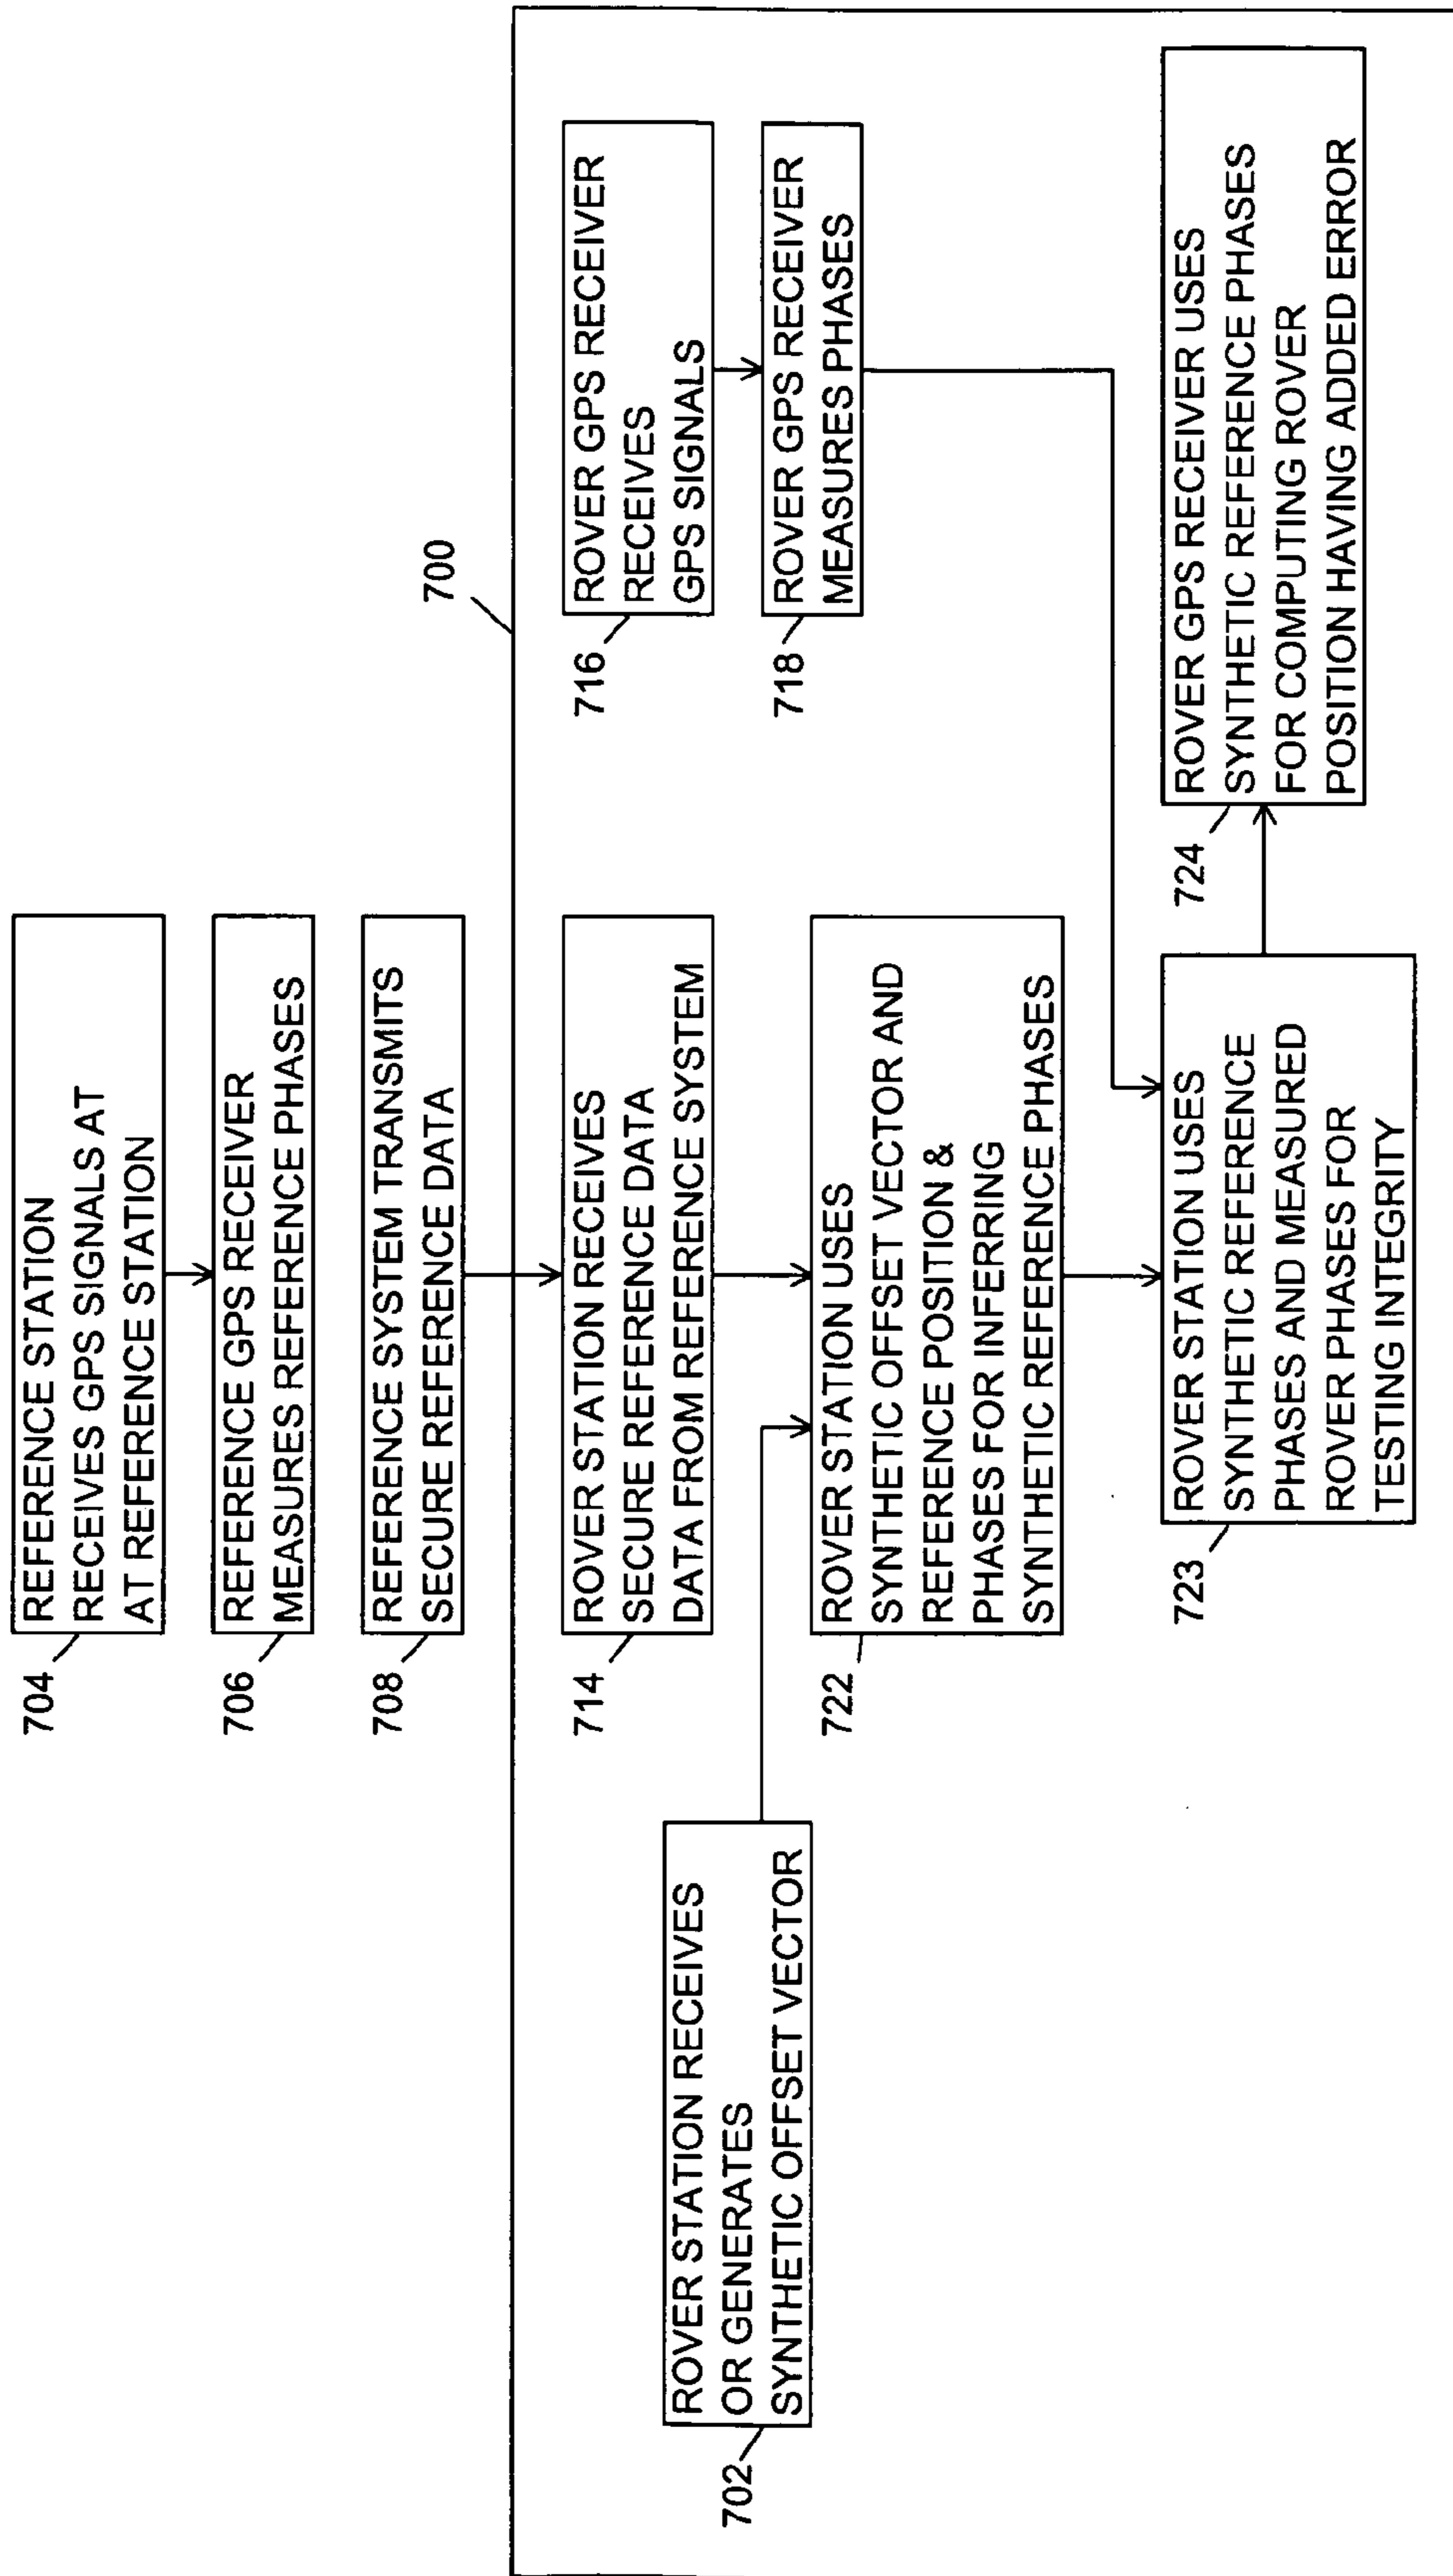 704
REFERENCE STATION
RECEIVES GPS SIGNALS AT
AT REFERENCE STATION
706
REFERENCE GPS RECEIVER
MEASURES REFERENCE PHASES
708
REFERENCE SYSTEM TRANSMITS
SECURE REFERENCE DATA
700
702
ROVER STATION RECEIVES
OR GENERATES
SYNTHETIC OFFSET VECTOR
714
ROVER STATION RECEIVES
SECURE REFERENCE DATA
DATA FROM REFERENCE SYSTEM
716
ROVER GPS RECEIVER
RECEIVES
GPS SIGNALS
718
ROVER GPS RECEIVER
MEASURES PHASES
722
ROVER STATION USES
SYNTHETIC OFFSET VECTOR AND
REFERENCE POSITION &
PHASES FOR INFERRING
SYNTHETIC REFERENCE PHASES
723
ROVER STATION USES
SYNTHETIC REFERENCE
PHASES AND MEASURED
ROVER PHASES FOR
TESTING INTEGRITY
724
ROVER GPS RECEIVER USES
SYNTHETIC REFERENCE PHASES
FOR COMPUTING ROVER
POSITION HAVING ADDED ERROR